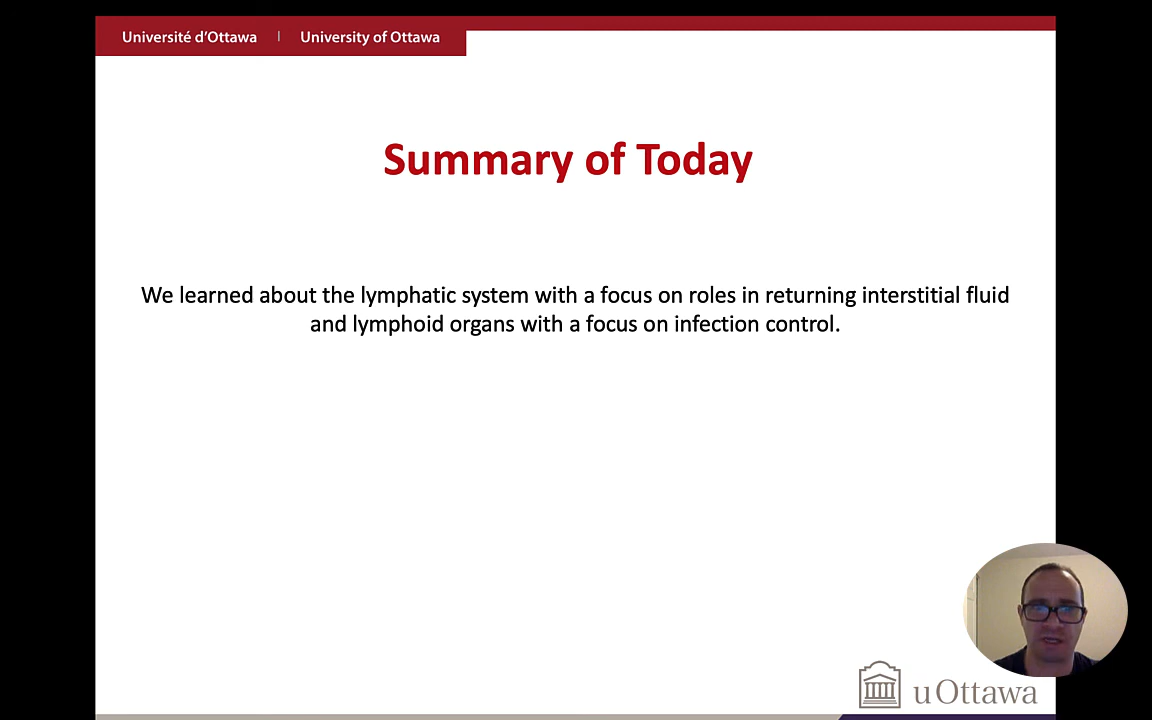 Université d'Ottawa | University of Ottawa
Summary of Today
We learned about the lymphatic system with a focus on roles in returning interstitial fluid
and lymphoid organs with a focus on infection control.
uOttawa